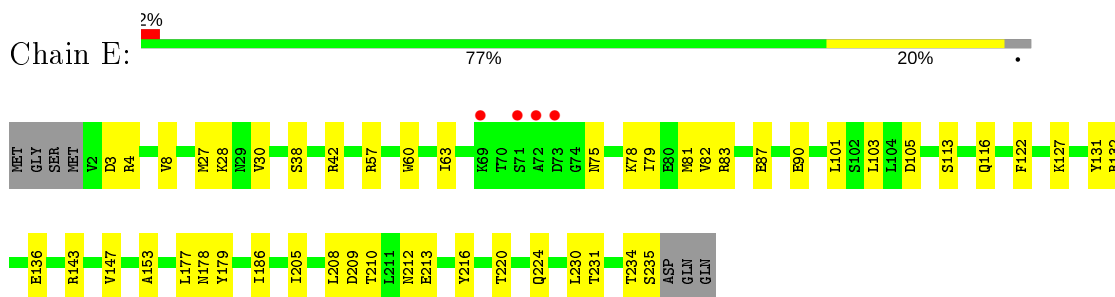 2%
Chain E:
77% 20% •
MET GLY SER MET V2 D3 R4 V8 M27 K28 N29 V30 S38 R42 R57 W60 I63 K69 T70 S71 A72 D73 G74 N75 K78 I79 E80 M81 V82 R83 E87 E90 L101 S102 L103 L104 D105 S113 Q116 F122 K127 Y131
E136 R143 V147 A153 L177 N178 Y179 I186 I205 L208 D209 T210 L211 N212 E213 Y216 T220 Q224 L230 T231 T234 S235 ASP GLN GLN